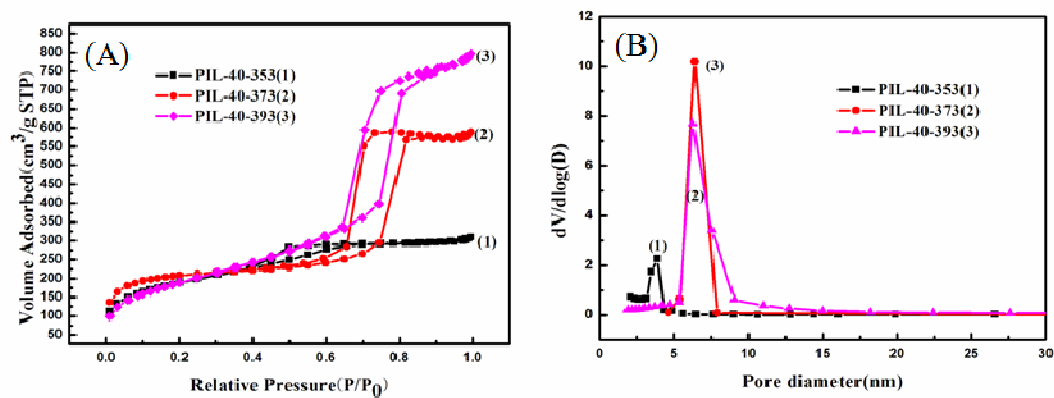 (A)
850
800
750
700
650
600
550
500
450
400
350
300
250
200
150
100
50
Volume Adsorbed(cm³/g STP)
PIL-40-353(1)
PIL-40-373(2)
PIL-40-393(3)
(3)
(2)
(1)
0.0 0.2 0.4 0.6 0.8 1.0
Relative Pressure(P/P₀)
(B)
12
10
8
6
4
2
0
dV/dlog(D)
PIL-40-353(1)
PIL-40-373(2)
PIL-40-393(3)
(3)
(2)
(1)
0 5 10 15 20 25 30
Pore diameter(nm)